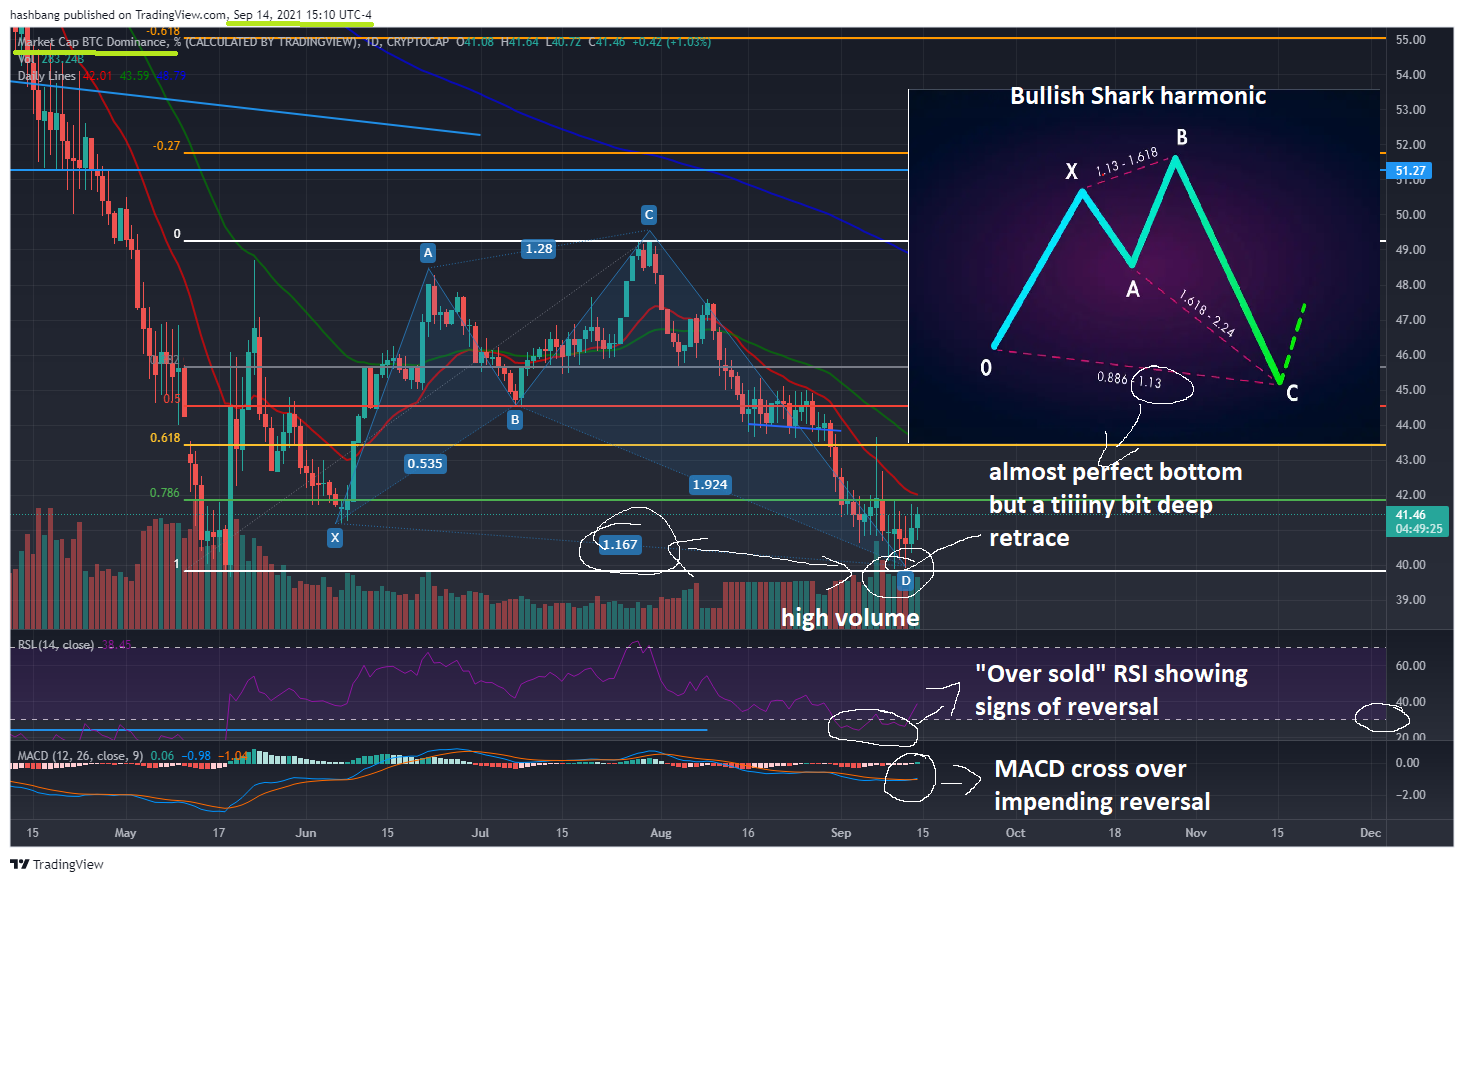 hashbang published on TradingView.com, Sep 14, 2021 15:10 UTC-4
-0.618
Market Cap BTC Dominance, % (CALCULATED BY TRADINGVIEW), 1D, CRYPTOCAP O41.08 H41.64 L40.72 C41.46 +0.42 (+1.03%)
Vol 283.24B
Daily Lines 42.01 43.59
-0.27
0
0.5
0.618
0.786
1
A
C
1.28
B
0.535
1.924
X
1.167
D
Bullish Shark harmonic
B
X
1.13 - 1.618
A
1.618 - 2.24
0
0.886 - 1.13
C
almost perfect bottom
but a tiiiiny bit deep
retrace
high volume
55.00
54.00
53.00
52.00
51.27
51.00
50.00
49.00
48.00
47.00
46.00
45.00
44.00
43.00
42.00
41.46
04:49:25
40.00
39.00
RSI (14, close) 38.45
"Over sold" RSI showing
signs of reversal
60.00
40.00
20.00
MACD (12, 26, close, 9) 0.06 −0.98 −1.04
MACD cross over
impending reversal
0.00
−2.00
15 May 17 Jun 15 Jul 15 Aug 16 Sep 15 Oct 18 Nov 15 Dec
TradingView